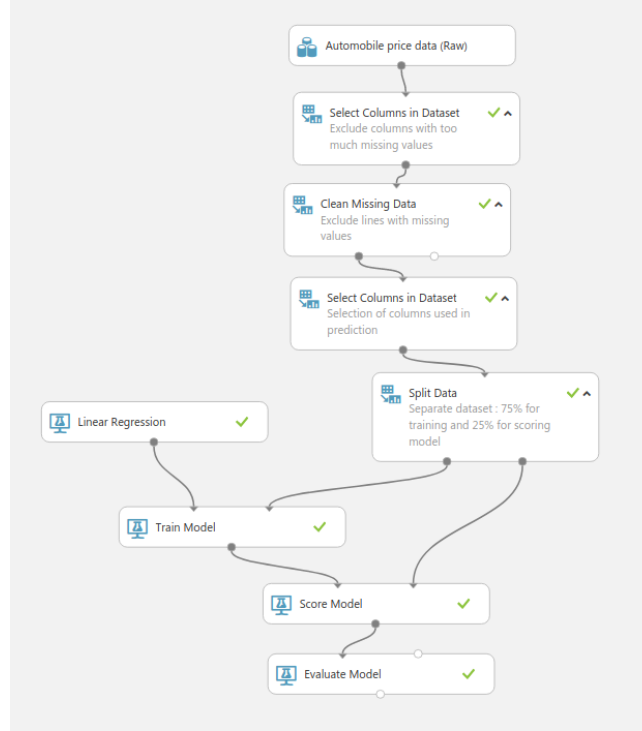 Automobile price data (Raw)
Select Columns in Dataset
Exclude columns with too
much missing values
Clean Missing Data
Exclude lines with missing
values
Select Columns in Dataset
Selection of columns used in
prediction
Split Data
Separate dataset : 75% for
training and 25% for scoring
model
Linear Regression
Train Model
Score Model
Evaluate Model